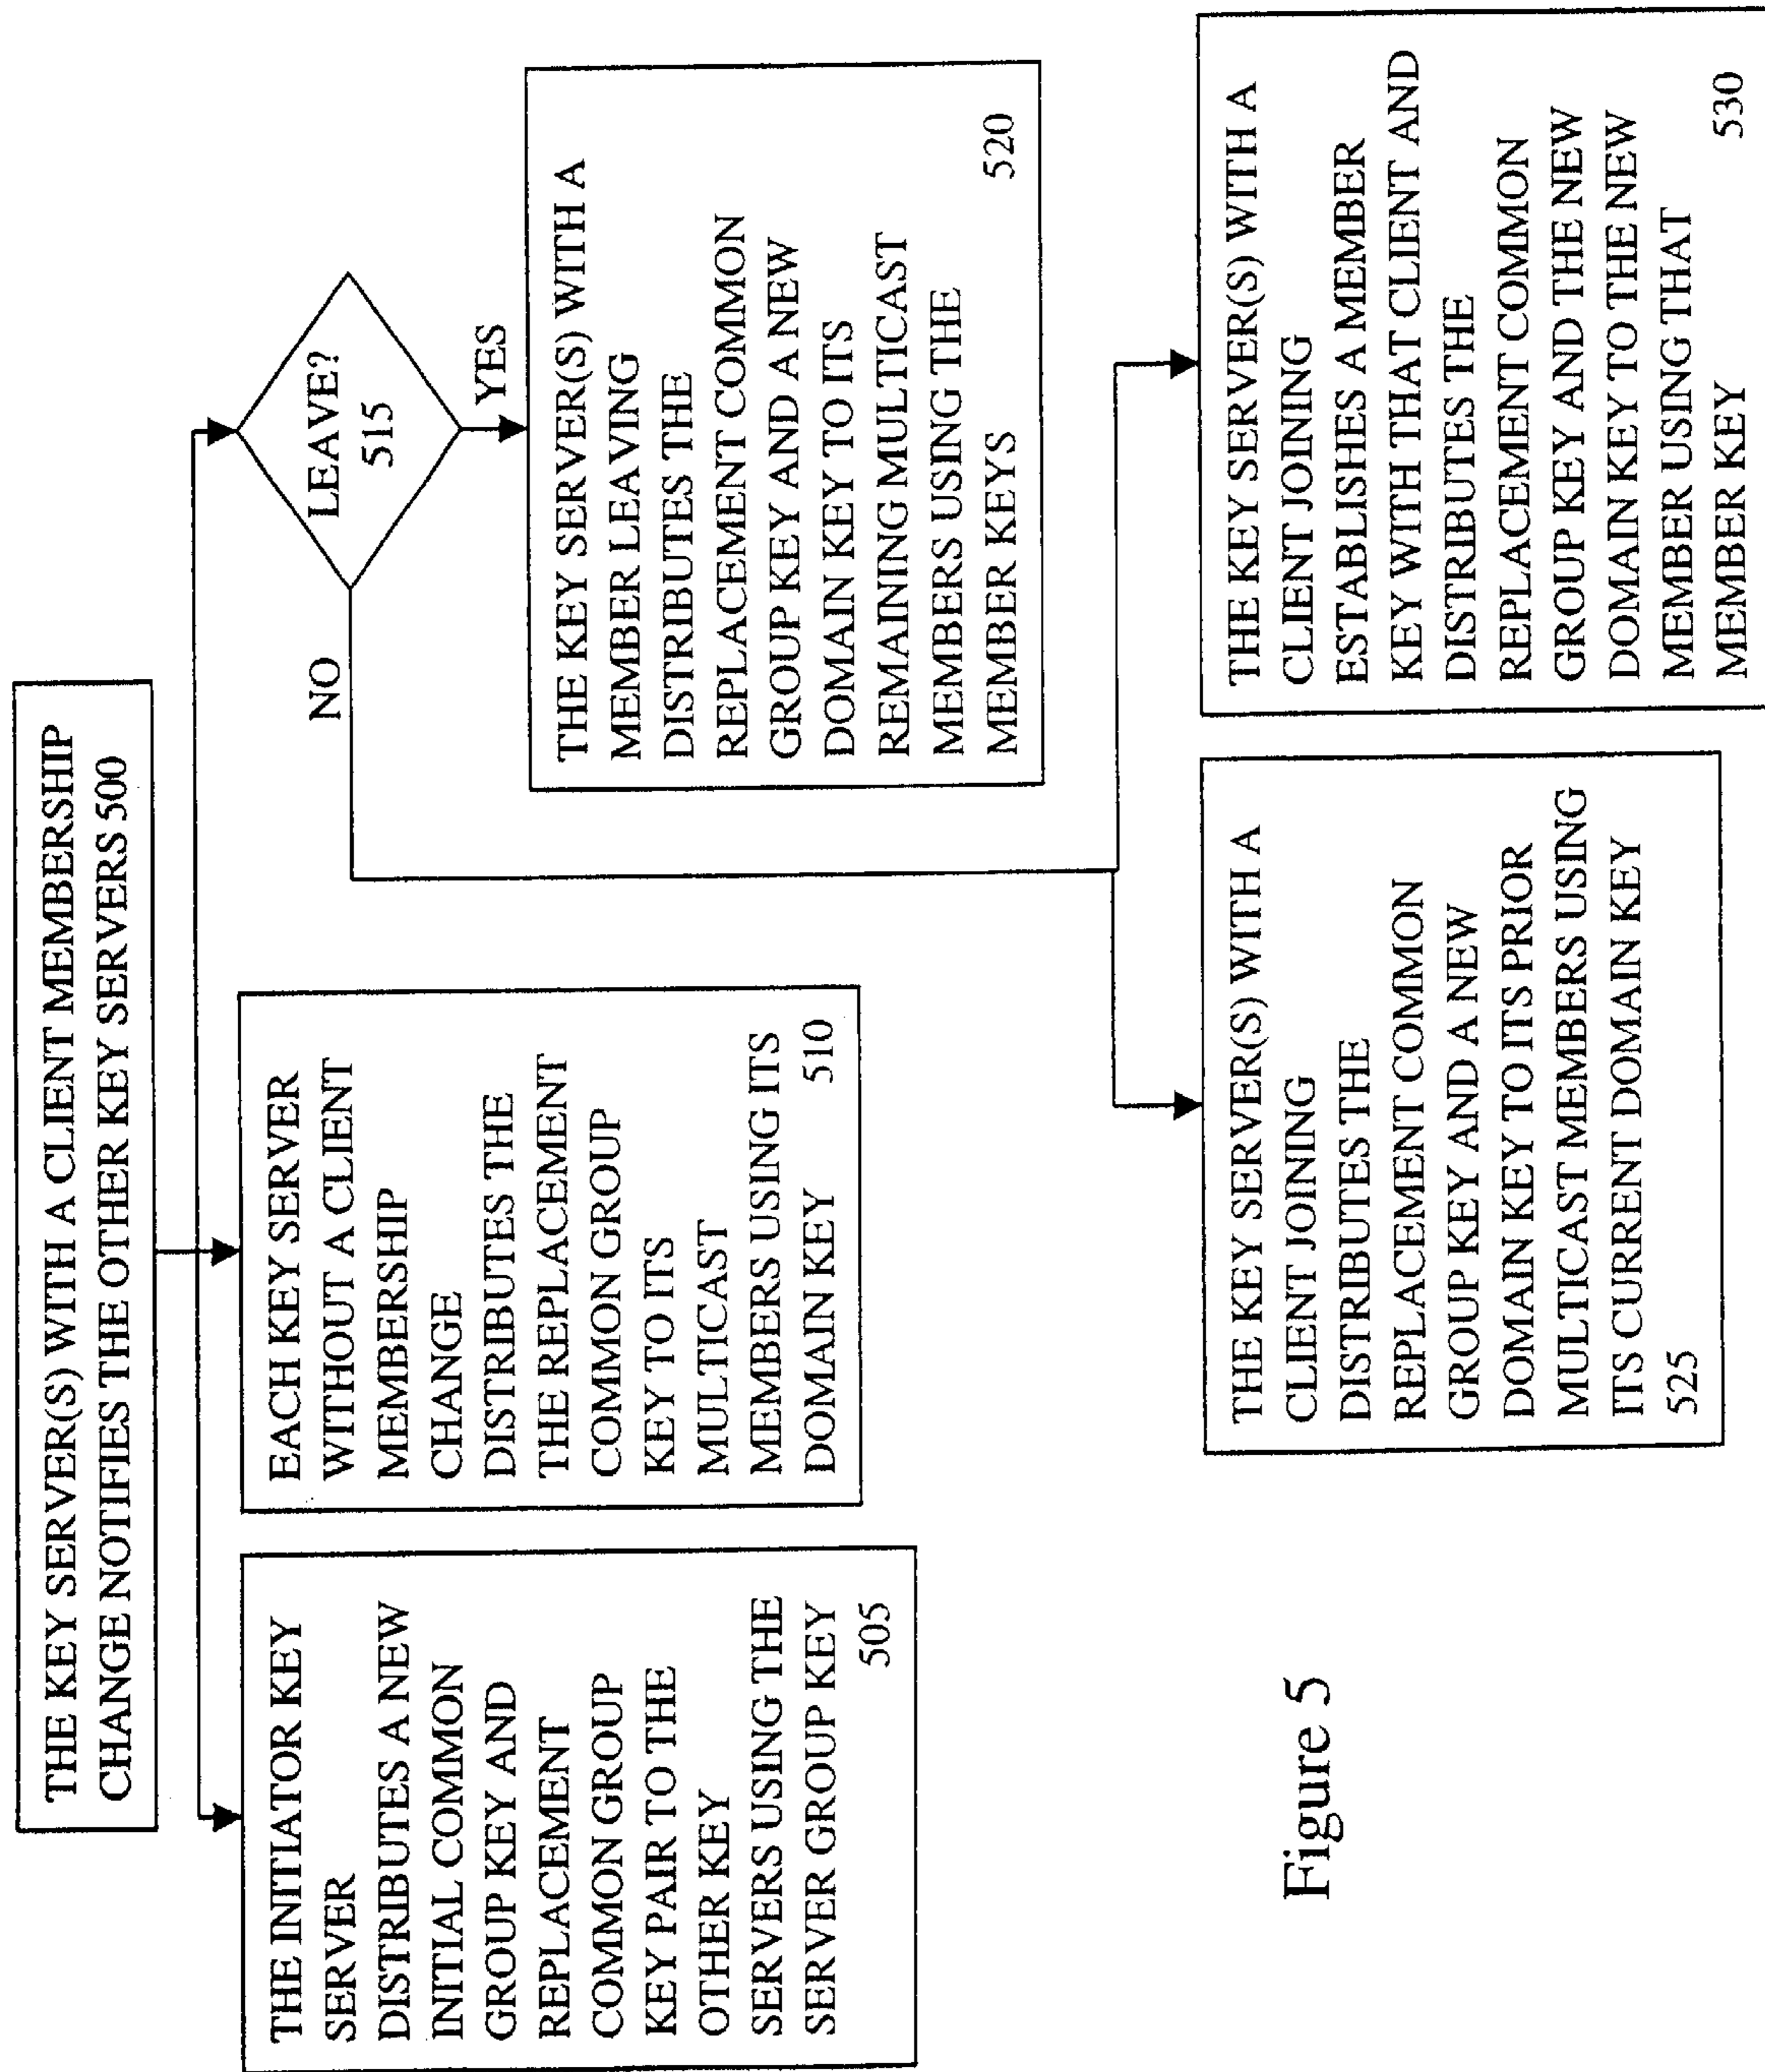 THE KEY SERVER(S) WITH A CLIENT MEMBERSHIP
CHANGE NOTIFIES THE OTHER KEY SERVERS 500
THE INITIATOR KEY
SERVER
DISTRIBUTES A NEW
INITIAL COMMON
GROUP KEY AND
REPLACEMENT
COMMON GROUP
KEY PAIR TO THE
OTHER KEY
SERVERS USING THE
SERVER GROUP KEY
505
EACH KEY SERVER
WITHOUT A CLIENT
MEMBERSHIP
CHANGE
DISTRIBUTES THE
THE REPLACEMENT
COMMON GROUP
KEY TO ITS
MULTICAST
MEMBERS USING ITS
DOMAIN KEY 510
LEAVE?
515
NO
YES
THE KEY SERVER(S) WITH A
MEMBER LEAVING
DISTRIBUTES THE
REPLACEMENT COMMON
GROUP KEY AND A NEW
DOMAIN KEY TO ITS
REMAINING MULTICAST
MEMBERS USING THE
MEMBER KEYS 520
THE KEY SERVER(S) WITH A
CLIENT JOINING
DISTRIBUTES THE
REPLACEMENT COMMON
GROUP KEY AND A NEW
DOMAIN KEY TO ITS PRIOR
MULTICAST MEMBERS USING
ITS CURRENT DOMAIN KEY
525
THE KEY SERVER(S) WITH A
CLIENT JOINING
ESTABLISHES A MEMBER
KEY WITH THAT CLIENT AND
DISTRIBUTES THE
REPLACEMENT COMMON
GROUP KEY AND THE NEW
DOMAIN KEY TO THE NEW
MEMBER USING THAT
MEMBER KEY 530
Figure 5